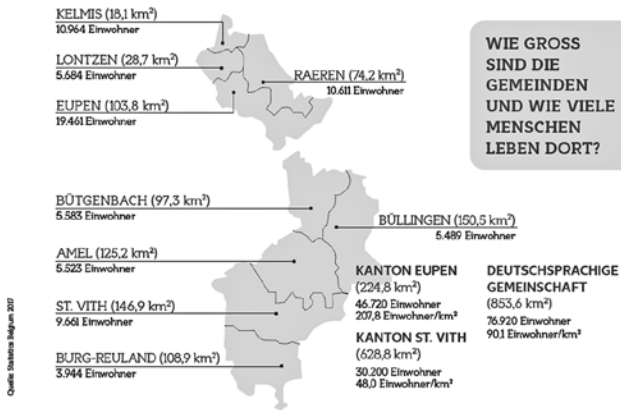 KELMIS (18,1 km²)
10.964 Einwohner
LONTZEN (28,7 km²)
5.684 Einwohner
EUPEN (103,8 km²)
19.461 Einwohner
RAEREN (74,2 km²)
10.611 Einwohner
WIE GROSS
SIND DIE
GEMEINDEN
UND WIE VIELE
MENSCHEN
LEBEN DORT?
BÜTGENBACH (97,3 km²)
5.583 Einwohner
BÜLLINGEN (150,5 km²)
5.489 Einwohner
AMEL (125,2 km²)
5.523 Einwohner
ST. VITH (146,9 km²)
9.661 Einwohner
BURG-REULAND (108,9 km²)
3.944 Einwohner
KANTON EUPEN
(224,8 km²)
46.720 Einwohner
207,8 Einwohner/km²
KANTON ST. VITH
(628,8 km²)
30.200 Einwohner
48,0 Einwohner/km²
DEUTSCHSPRACHIGE
GEMEINSCHAFT
(853,6 km²)
76.920 Einwohner
90,1 Einwohner/km²
Quelle: Statistics Belgium 2017